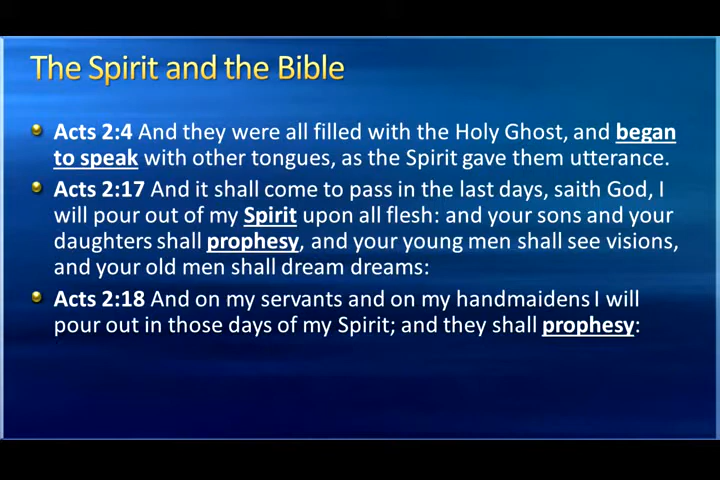 The Spirit and the Bible
Acts 2:4 And they were all filled with the Holy Ghost, and began
to speak with other tongues, as the Spirit gave them utterance.
Acts 2:17 And it shall come to pass in the last days, saith God, I
will pour out of my Spirit upon all flesh: and your sons and your
daughters shall prophesy, and your young men shall see visions,
and your old men shall dream dreams:
Acts 2:18 And on my servants and on my handmaidens I will
pour out in those days of my Spirit; and they shall prophesy: